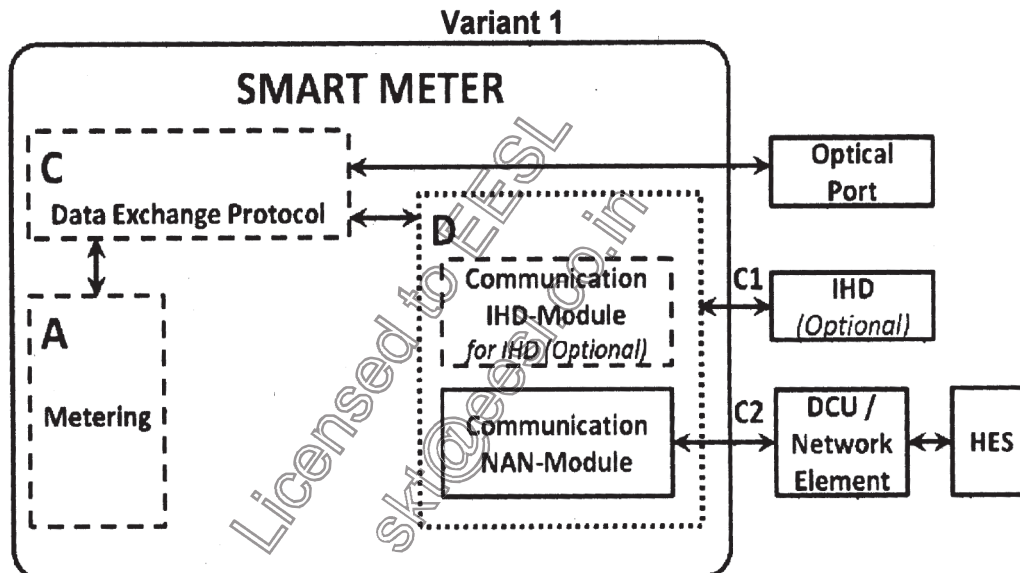 Variant 1
SMART METER
C
Data Exchange Protocol
Optical
Port
D
Communication
IHD-Module
for IHD (Optional)
C1
IHD
(Optional)
A
Metering
Communication
NAN-Module
C2
DCU /
Network
Element
HES
Licensed to EESL
skt@eesl.co.in